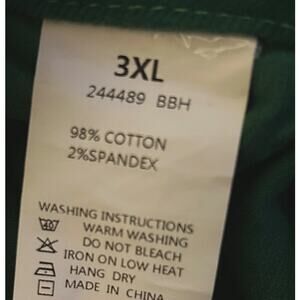 3XL
244489 BBH
98% COTTON
2%SPANDEX
WASHING INSTRUCTIONS
WARM WASHING
DO NOT BLEACH
IRON ON LOW HEAT
HANG DRY
MADE IN CHINA